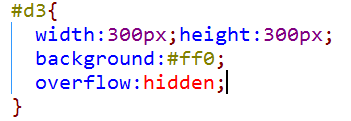 #d3{
width:300px;height:300px;
background:#ff0;
overflow:hidden;
}